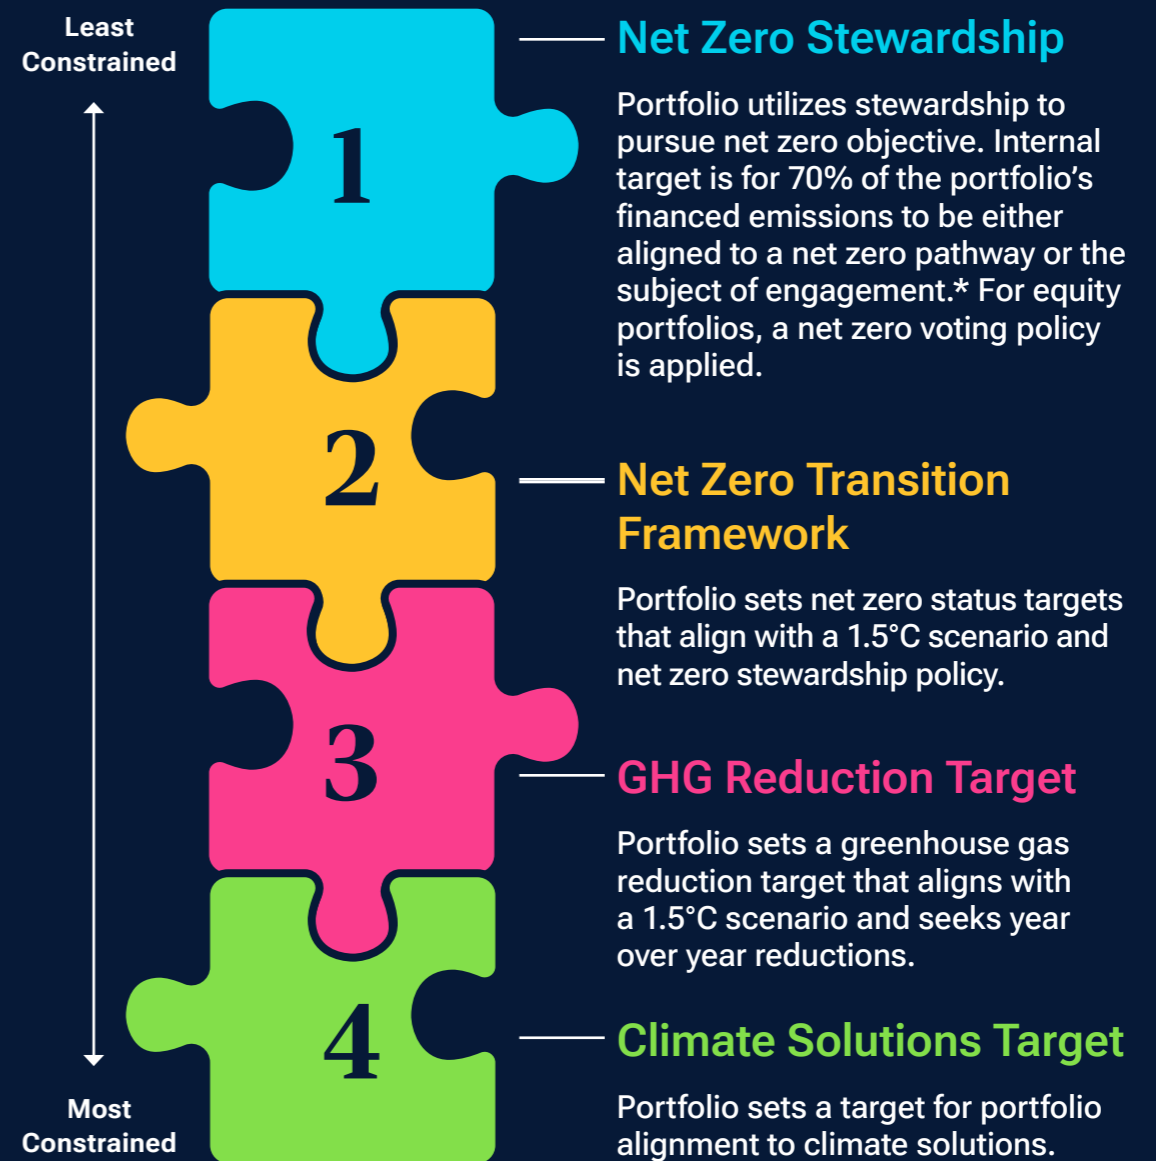 Least
Constrained
1
Net Zero Stewardship
Portfolio utilizes stewardship to
pursue net zero objective. Internal
target is for 70% of the portfolio’s
financed emissions to be either
aligned to a net zero pathway or the
subject of engagement.* For equity
portfolios, a net zero voting policy
is applied.
2
Net Zero Transition
Framework
Portfolio sets net zero status targets
that align with a 1.5°C scenario and
net zero stewardship policy.
3
GHG Reduction Target
Portfolio sets a greenhouse gas
reduction target that aligns with
a 1.5°C scenario and seeks year
over year reductions.
4
Climate Solutions Target
Portfolio sets a target for portfolio
alignment to climate solutions.
Most
Constrained